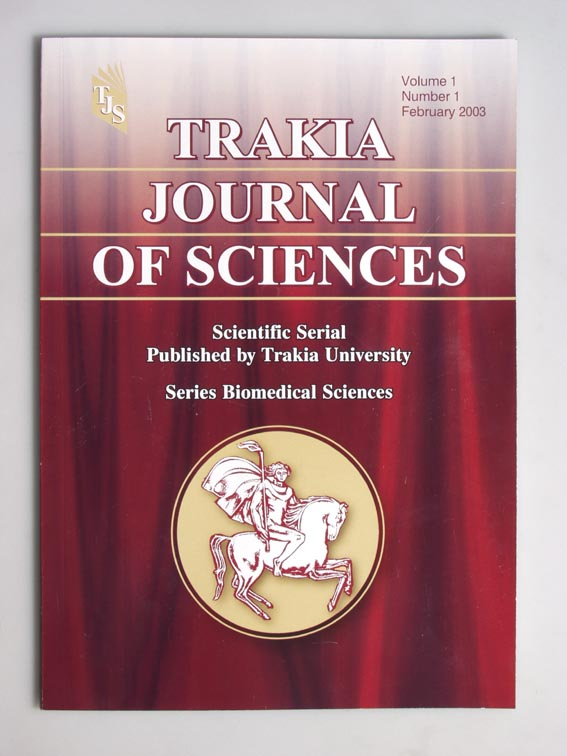 TJS
Volume 1
Number 1
February 2003
TRAKIA
JOURNAL
OF SCIENCES
Scientific Serial
Published by Trakia University
Series Biomedical Sciences